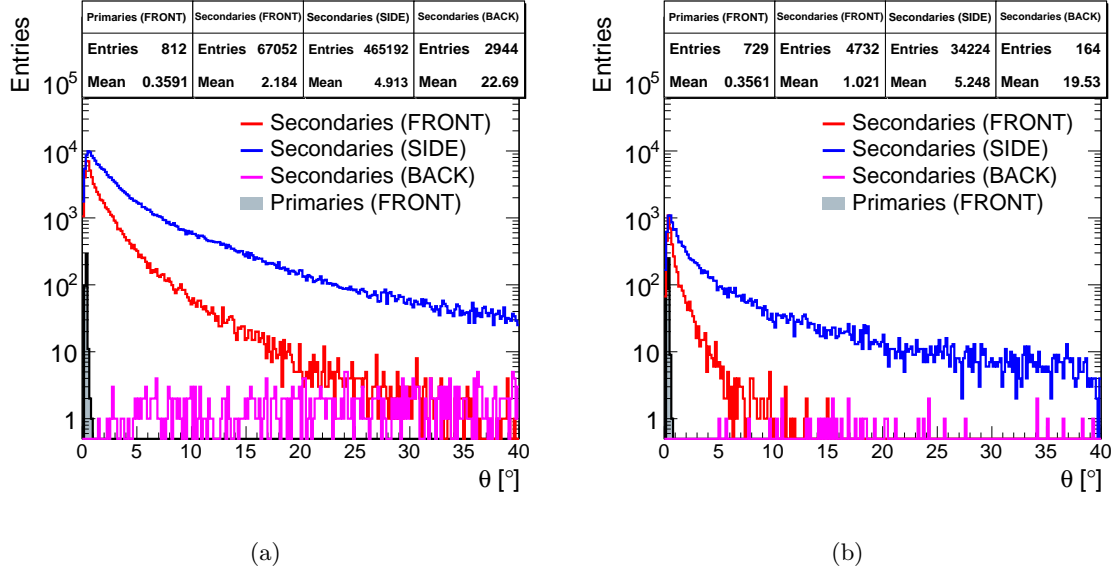 Primaries (FRONT) Secondaries (FRONT) Secondaries (SIDE) Secondaries (BACK)
Entries 812 Entries 67052 Entries 465192 Entries 2944
Mean 0.3591 Mean 2.184 Mean 4.913 Mean 22.69
Entries
10^5
10^4
10^3
10^2
10
1
Secondaries (FRONT)
Secondaries (SIDE)
Secondaries (BACK)
Primaries (FRONT)
0 5 10 15 20 25 30 35 40
θ [°]
(a)
Primaries (FRONT) Secondaries (FRONT) Secondaries (SIDE) Secondaries (BACK)
Entries 729 Entries 4732 Entries 34224 Entries 164
Mean 0.3561 Mean 1.021 Mean 5.248 Mean 19.53
Entries
10^5
10^4
10^3
10^2
10
1
Secondaries (FRONT)
Secondaries (SIDE)
Secondaries (BACK)
Primaries (FRONT)
0 5 10 15 20 25 30 35 40
θ [°]
(b)